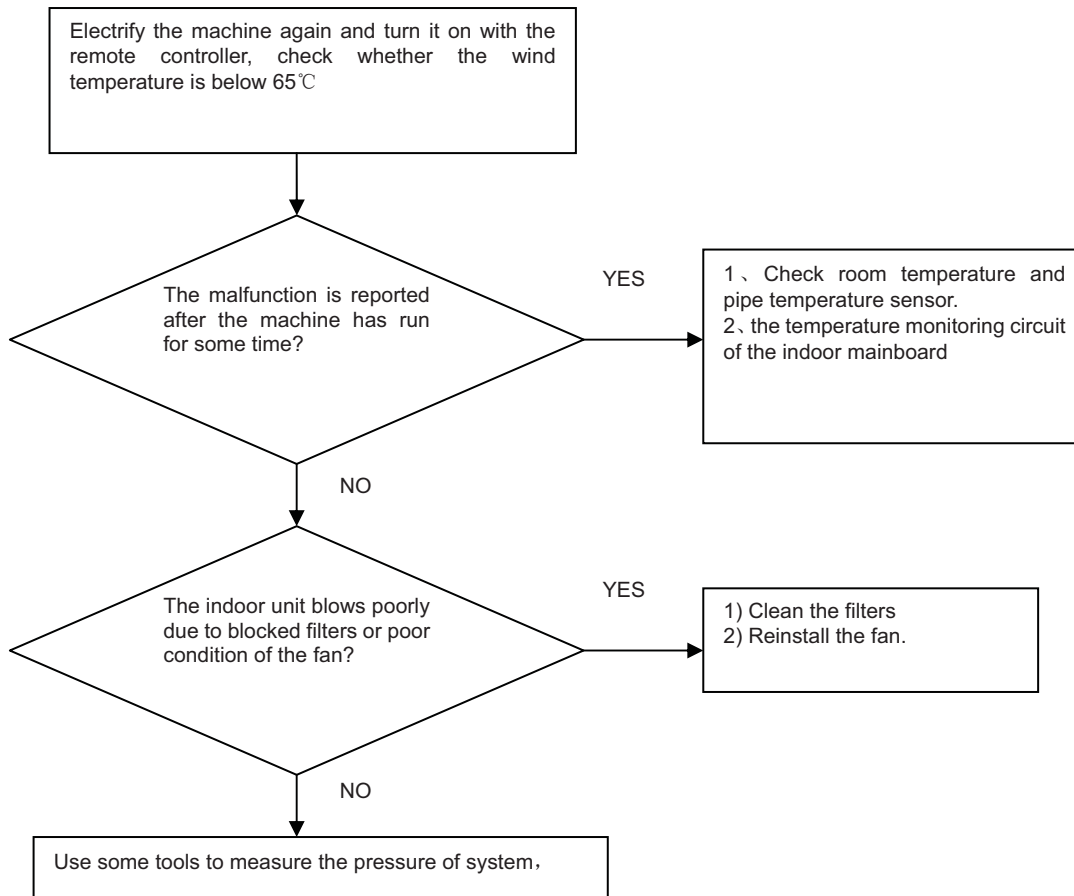 Electrify the machine again and turn it on with the
remote controller, check whether the wind
temperature is below 65℃
The malfunction is reported
after the machine has run
for some time?
YES
1、Check room temperature and
pipe temperature sensor.
2、the temperature monitoring circuit
of the indoor mainboard
NO
The indoor unit blows poorly
due to blocked filters or poor
condition of the fan?
YES
1) Clean the filters
2) Reinstall the fan.
NO
Use some tools to measure the pressure of system，